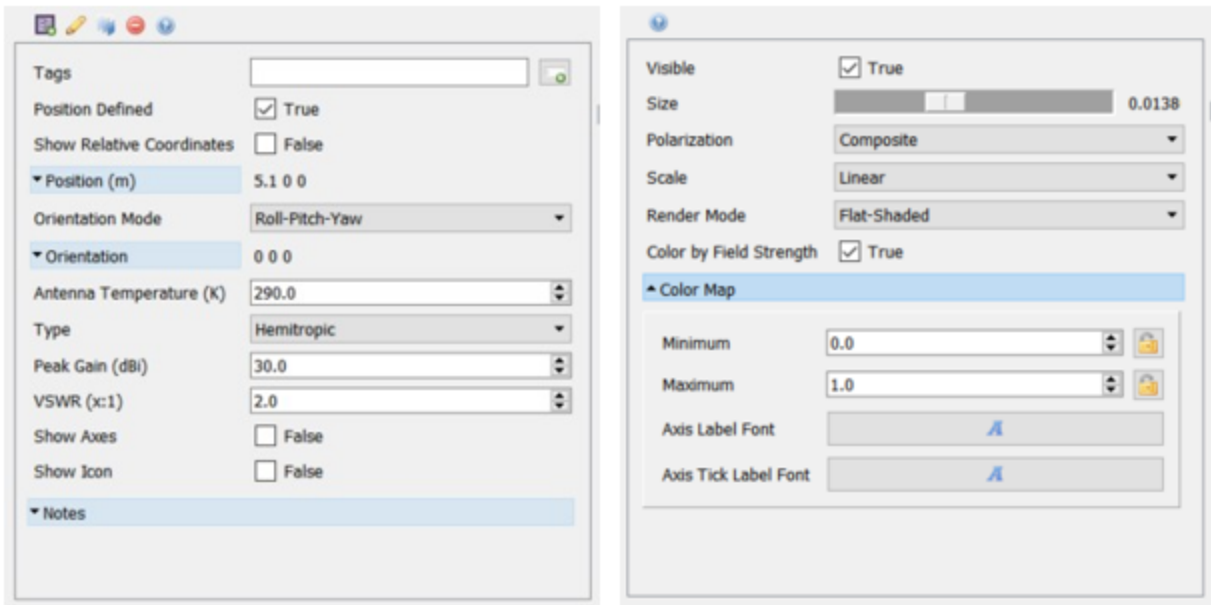 Tags
Position Defined True
Show Relative Coordinates False
Position (m) 5.1 0 0
Orientation Mode Roll-Pitch-Yaw
Orientation 0 0 0
Antenna Temperature (K) 290.0
Type Hemitropic
Peak Gain (dBi) 30.0
VSWR (x:1) 2.0
Show Axes False
Show Icon False
Notes
Visible True
Size 0.0138
Polarization Composite
Scale Linear
Render Mode Flat-Shaded
Color by Field Strength True
Color Map
Minimum 0.0
Maximum 1.0
Axis Label Font A
Axis Tick Label Font A